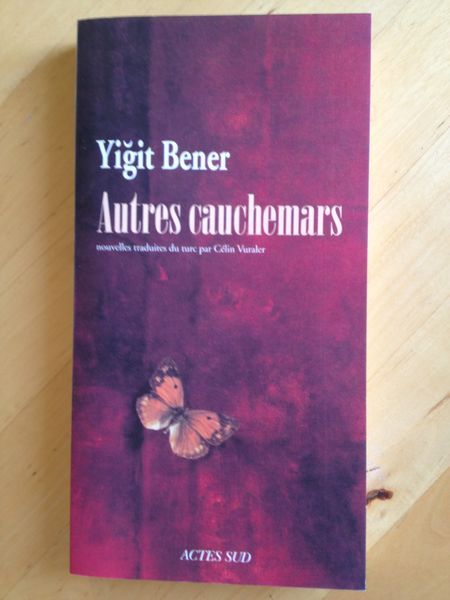 Yiğit Bener
Autres cauchemars
nouvelles traduites du turc par Célin Vuraler
ACTES SUD